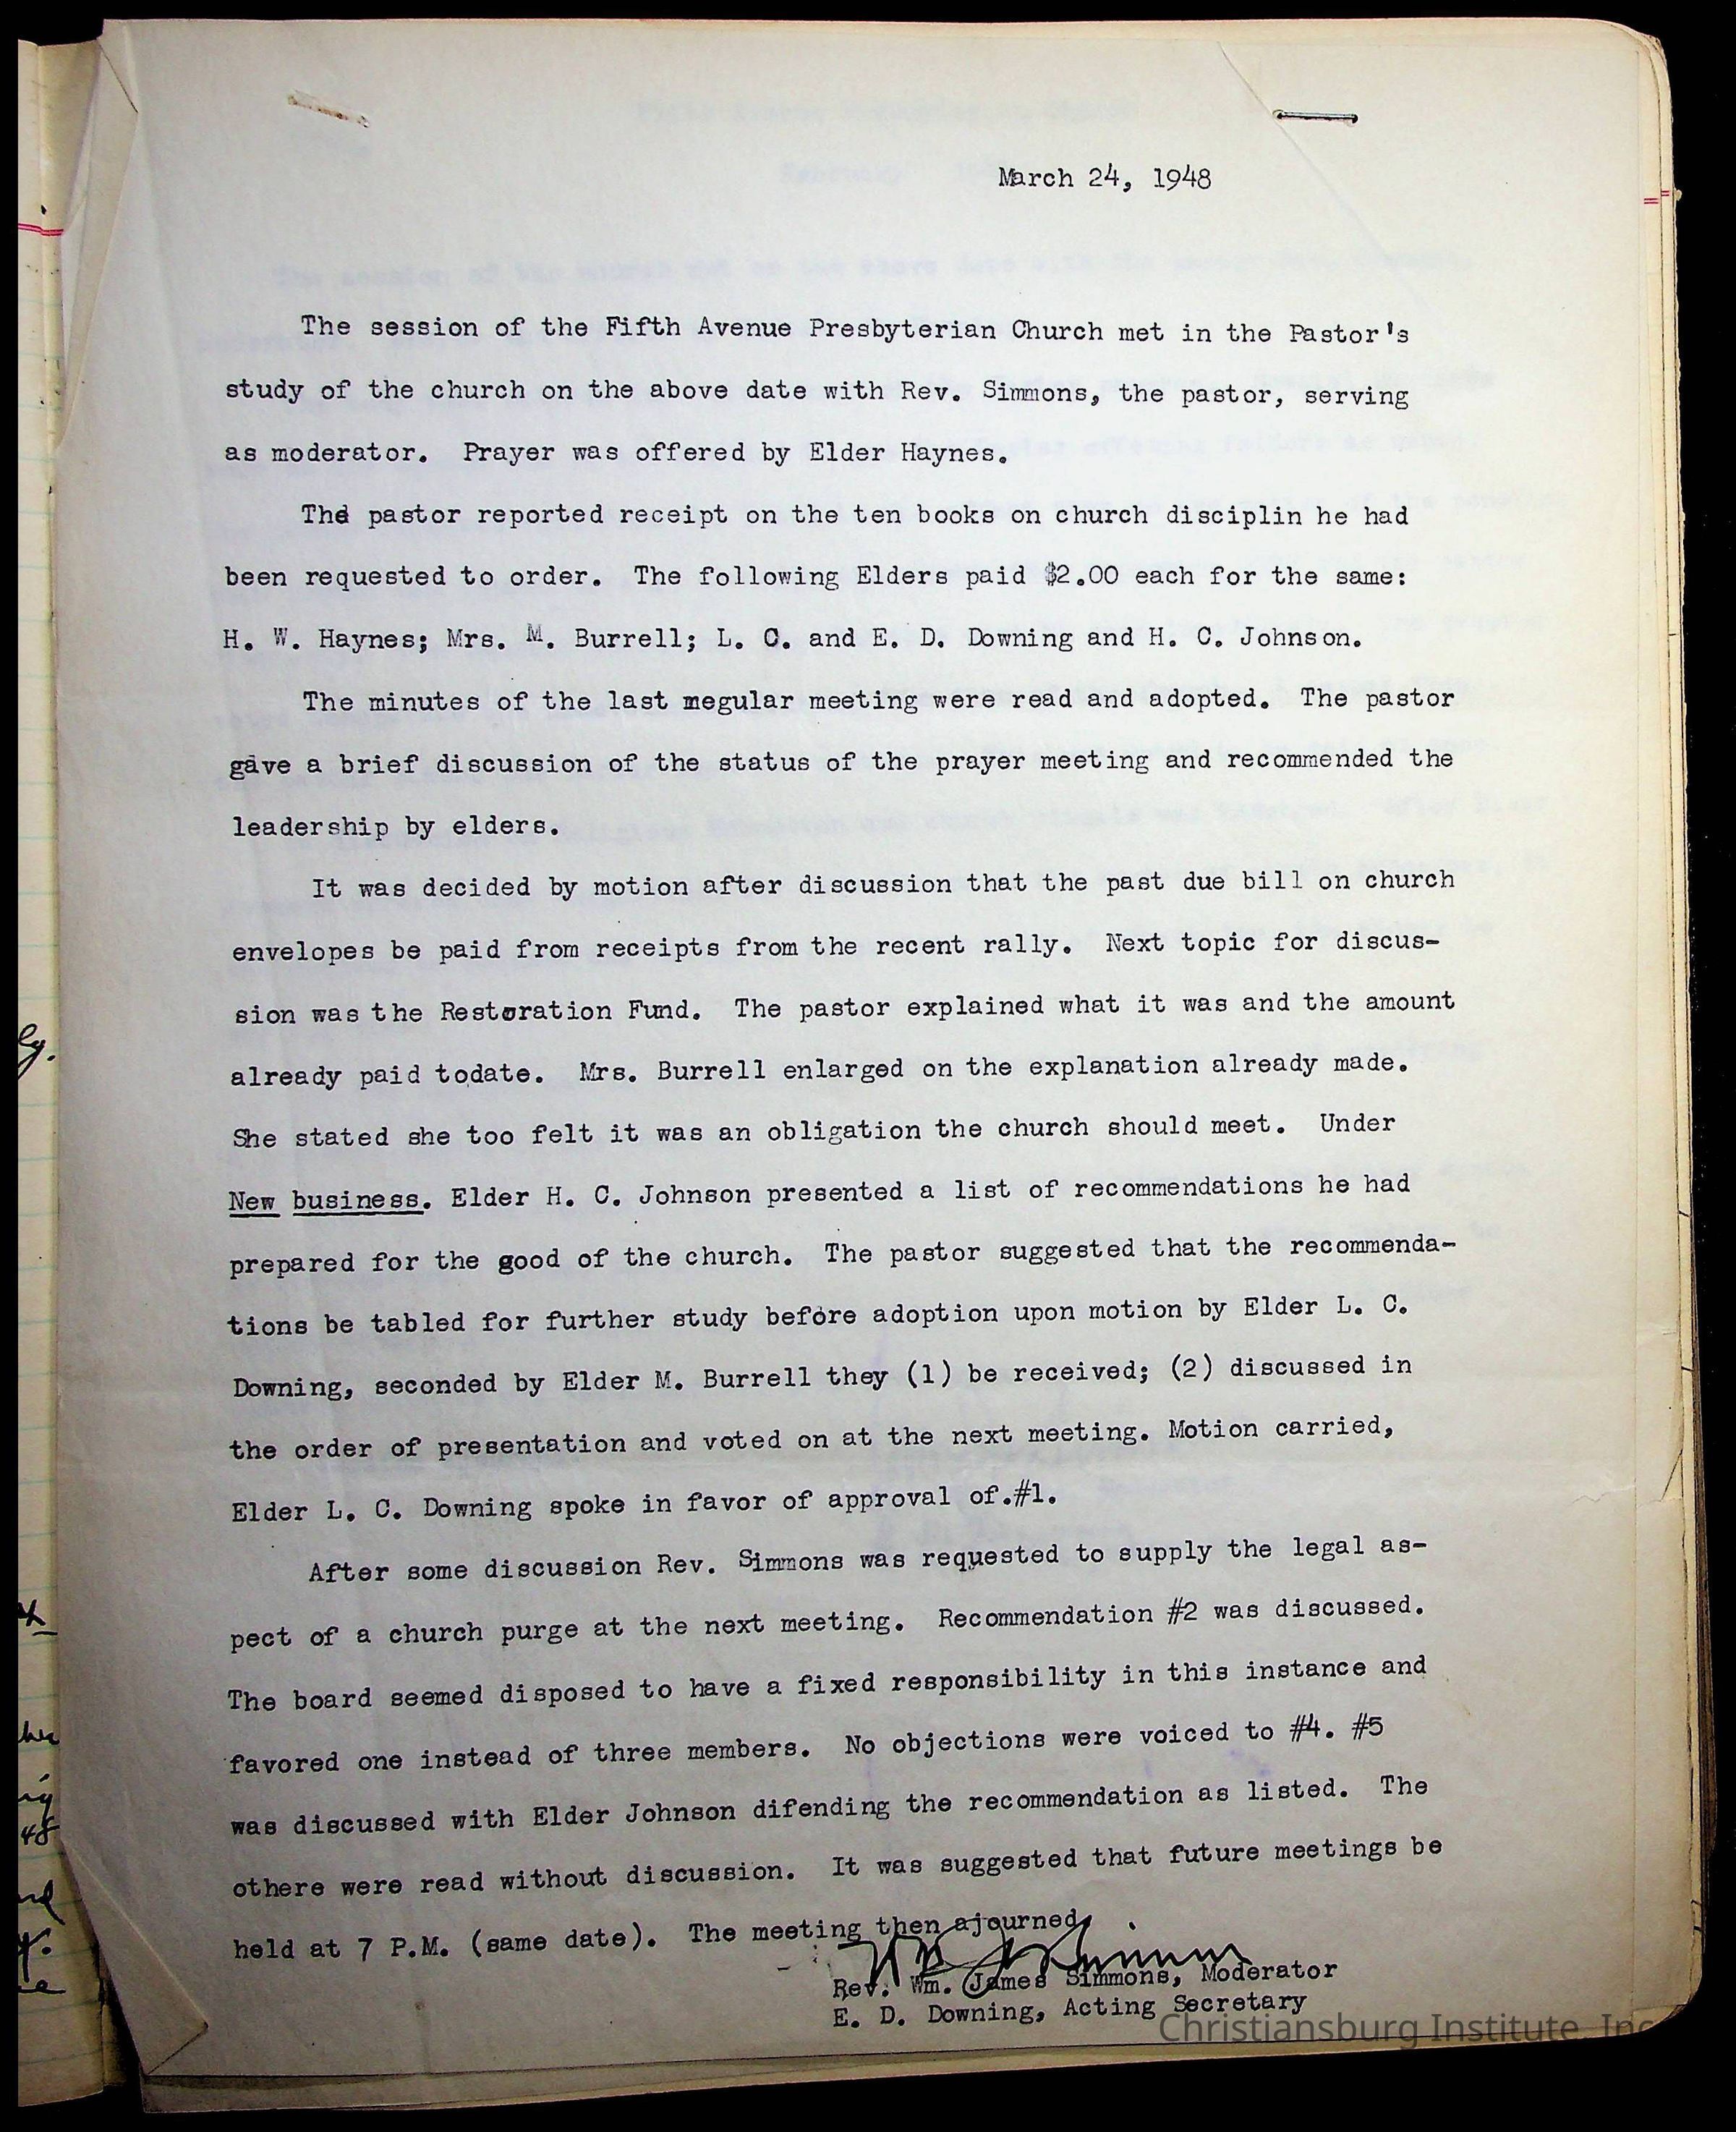 March 24, 1948
The session of the Fifth Avenue Presbyterian Church met in the Pastor's
study of the church on the above date with Rev. Simmons, the pastor, serving
as moderator. Prayer was offered by Elder Haynes.
The pastor reported receipt on the ten books on church disciplin he had
been requested to order. The following Elders paid $2.00 each for the same:
H. W. Haynes; Mrs. M. Burrell; L. C. and E. D. Downing and H. C. Johnson.
The minutes of the last megular meeting were read and adopted. The pastor
gave a brief discussion of the status of the prayer meeting and recommended the
leadership by elders.
It was decided by motion after discussion that the past due bill on church
envelopes be paid from receipts from the recent rally. Next topic for discus-
sion was the Restoration Fund. The pastor explained what it was and the amount
already paid todate. Mrs. Burrell enlarged on the explanation already made.
She stated she too felt it was an obligation the church should meet. Under
New business. Elder H. C. Johnson presented a list of recommendations he had
prepared for the good of the church. The pastor suggested that the recommenda-
tions be tabled for further study before adoption upon motion by Elder L. C.
Downing, seconded by Elder M. Burrell they (1) be received; (2) discussed in
the order of presentation and voted on at the next meeting. Motion carried,
Elder L. C. Downing spoke in favor of approval of.#1.
After some discussion Rev. Simmons was requested to supply the legal as-
pect of a church purge at the next meeting. Recommendation #2 was discussed.
The board seemed disposed to have a fixed responsibility in this instance and
favored one instead of three members. No objections were voiced to #4. #5
was discussed with Elder Johnson difending the recommendation as listed. The
othere were read without discussion. It was suggested that future meetings be
held at 7 P.M. (same date). The meeting then ajourned.
Rev. Wm. James Simmons, Moderator
E. D. Downing, Acting Secretary
Christiansburg Institute, Inc